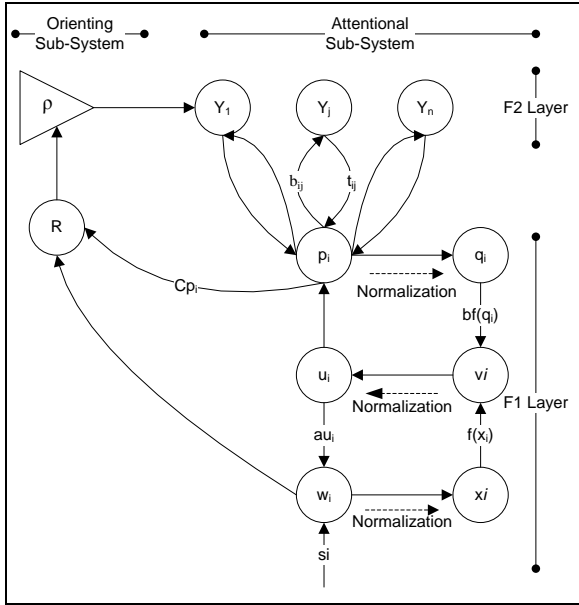 Orienting
Sub-System
Attentional
Sub-System
ρ
Y1
Yj
Yn
F2 Layer
bij
tij
R
pi
qi
Cpi
Normalization
bf(qi)
ui
vi
Normalization
F1 Layer
aui
f(xi)
wi
xi
Normalization
si